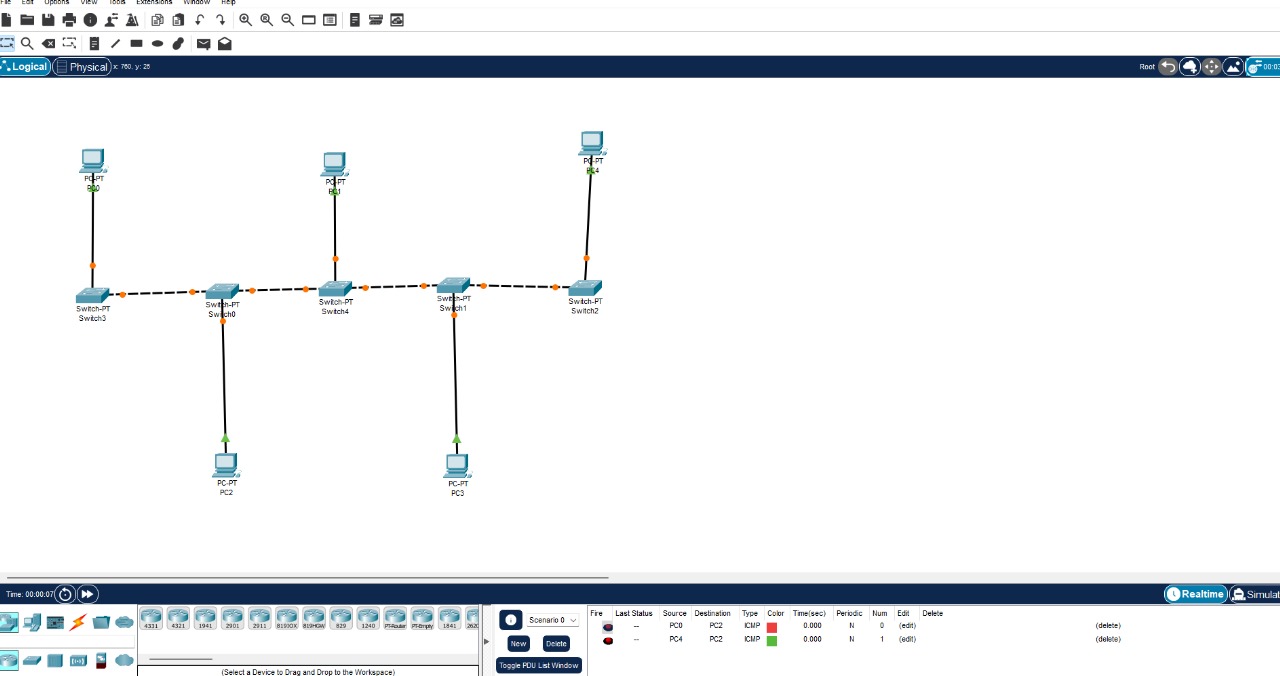 File Edit Options View Tools Extensions Window Help
Logical Physical x: 760, y: 25 Root
PC-PT
PC4
PC-PT
PC0
PC-PT
PC1
Switch-PT
Switch3
Switch-PT
Switch0
Switch-PT
Switch4
Switch-PT
Switch1
Switch-PT
Switch2
PC-PT
PC2
PC-PT
PC3
Time: 00:00:07 Realtime Simulat
4331 4321 1941 2901 2911 819HGW 829 1240 PT-Router PT-Empty 1841
(Select a Device to Drag and Drop to the Workspace)
Scenario 0
New Delete
Toggle PDU List Window
Fire Last Status Source Destination Type Color Time(sec) Periodic Num Edit Delete
-- PC0 PC2 ICMP 0.000 N 0 (edit) (delete)
-- PC4 PC2 ICMP 0.000 N 1 (edit) (delete)